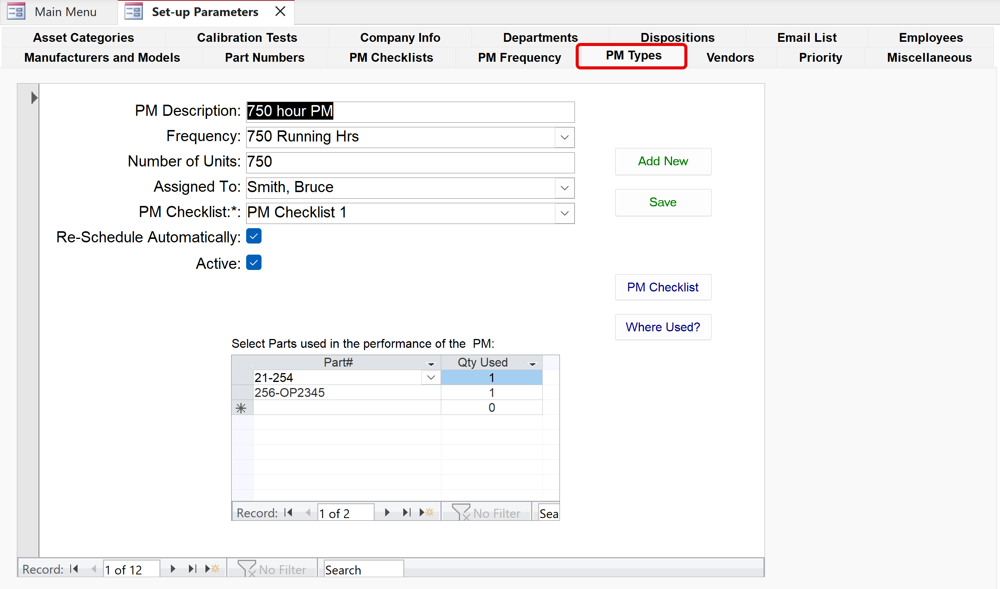 Main Menu Set-up Parameters
Asset Categories Calibration Tests Company Info Departments Dispositions Email List Employees
Manufacturers and Models Part Numbers PM Checklists PM Frequency PM Types Vendors Priority Miscellaneous
PM Description: 750 hour PM
Frequency: 750 Running Hrs
Number of Units: 750
Add New
Assigned To: Smith, Bruce
Save
PM Checklist:*: PM Checklist 1
Re-Schedule Automatically:
Active:
PM Checklist
Where Used?
Select Parts used in the performance of the  PM:
Part# Qty Used
21-254 1
256-OP2345 1
0
Record: 1 of 2 No Filter Sea
Record: 1 of 12 No Filter Search